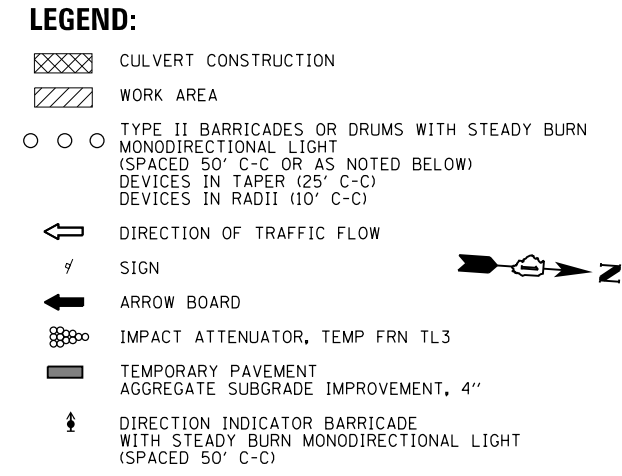 LEGEND:
CULVERT CONSTRUCTION
WORK AREA
TYPE II BARRICADES OR DRUMS WITH STEADY BURN
MONODIRECTIONAL LIGHT
(SPACED 50' C-C OR AS NOTED BELOW)
DEVICES IN TAPER (25' C-C)
DEVICES IN RADII (10' C-C)
DIRECTION OF TRAFFIC FLOW
SIGN
N
ARROW BOARD
IMPACT ATTENUATOR, TEMP FRN TL3
TEMPORARY PAVEMENT
AGGREGATE SUBGRADE IMPROVEMENT, 4''
DIRECTION INDICATOR BARRICADE
WITH STEADY BURN MONODIRECTIONAL LIGHT
(SPACED 50' C-C)